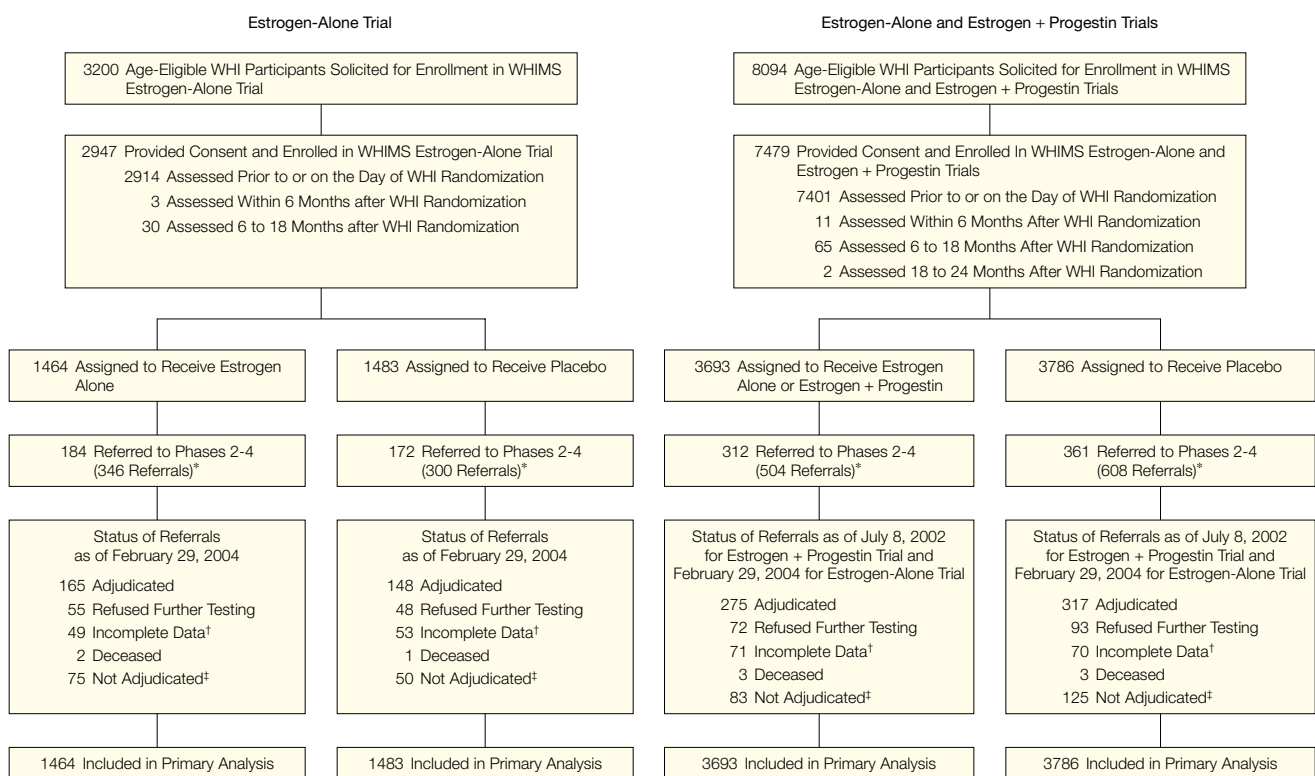 Estrogen-Alone Trial
3200 Age-Eligible WHI Participants Solicited for Enrollment in WHIMS
Estrogen-Alone Trial
2947 Provided Consent and Enrolled in WHIMS Estrogen-Alone Trial
2914 Assessed Prior to or on the Day of WHI Randomization
3 Assessed Within 6 Months after WHI Randomization
30 Assessed 6 to 18 Months after WHI Randomization
1464 Assigned to Receive Estrogen
Alone
184 Referred to Phases 2-4
(346 Referrals)*
Status of Referrals
as of February 29, 2004
165 Adjudicated
55 Refused Further Testing
49 Incomplete Data†
2 Deceased
75 Not Adjudicated‡
1464 Included in Primary Analysis
1483 Assigned to Receive Placebo
172 Referred to Phases 2-4
(300 Referrals)*
Status of Referrals
as of February 29, 2004
148 Adjudicated
48 Refused Further Testing
53 Incomplete Data†
1 Deceased
50 Not Adjudicated‡
1483 Included in Primary Analysis
Estrogen-Alone and Estrogen + Progestin Trials
8094 Age-Eligible WHI Participants Solicited for Enrollment in WHIMS
Estrogen-Alone and Estrogen + Progestin Trials
7479 Provided Consent and Enrolled In WHIMS Estrogen-Alone and
Estrogen + Progestin Trials
7401 Assessed Prior to or on the Day of WHI Randomization
11 Assessed Within 6 Months After WHI Randomization
65 Assessed 6 to 18 Months After WHI Randomization
2 Assessed 18 to 24 Months After WHI Randomization
3693 Assigned to Receive Estrogen
Alone or Estrogen + Progestin
312 Referred to Phases 2-4
(504 Referrals)*
Status of Referrals as of July 8, 2002
for Estrogen + Progestin Trial and
February 29, 2004 for Estrogen-Alone Trial
275 Adjudicated
72 Refused Further Testing
71 Incomplete Data†
3 Deceased
83 Not Adjudicated‡
3693 Included in Primary Analysis
3786 Assigned to Receive Placebo
361 Referred to Phases 2-4
(608 Referrals)*
Status of Referrals as of July 8, 2002
for Estrogen + Progestin Trial and
February 29, 2004 for Estrogen-Alone Trial
317 Adjudicated
93 Refused Further Testing
70 Incomplete Data†
3 Deceased
125 Not Adjudicated‡
3786 Included in Primary Analysis